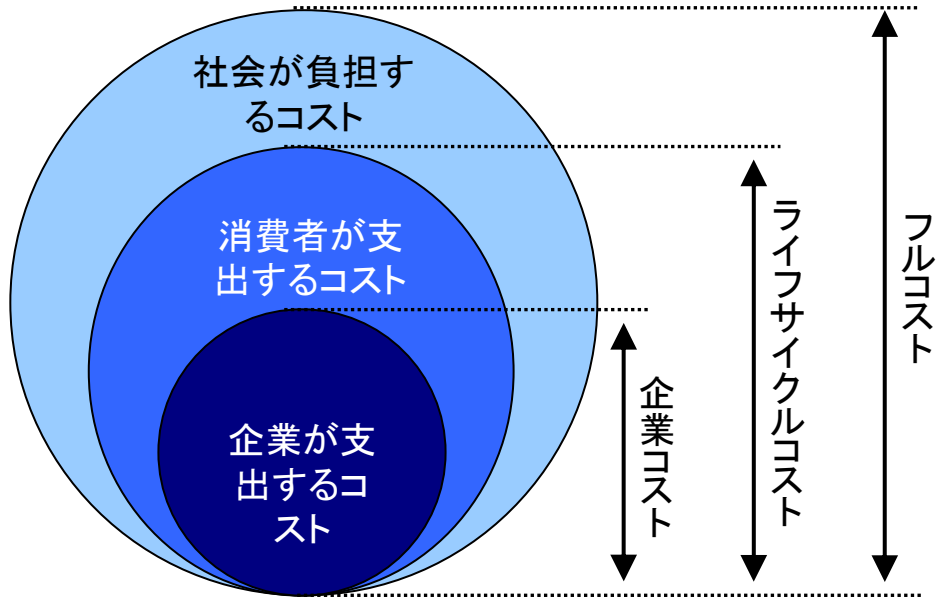 社会が負担す
るコスト
消費者が支
出するコスト
企業が支
出するコ
スト
企業コスト
ライフサイクルコスト
フルコスト